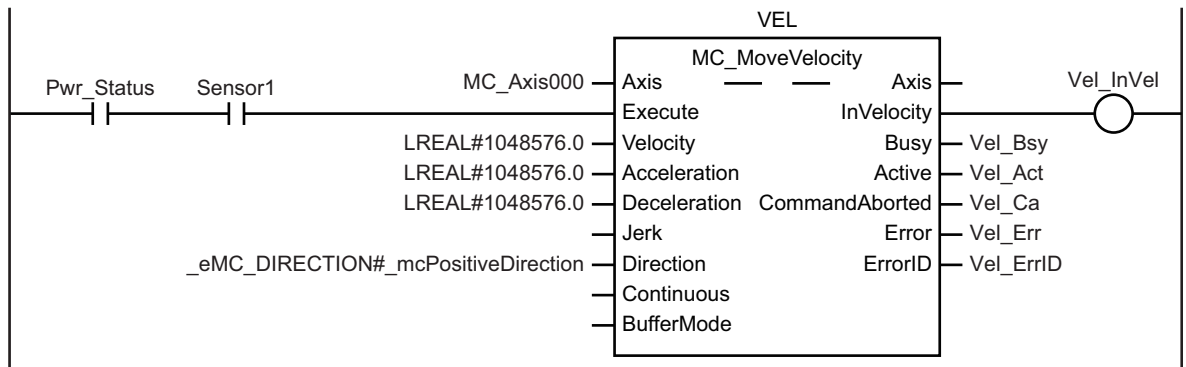 VEL
MC_MoveVelocity
MC_Axis000 Axis Axis
Pwr_Status Sensor1 Execute InVelocity Vel_InVel
LREAL#1048576.0 Velocity Busy Vel_Bsy
LREAL#1048576.0 Acceleration Active Vel_Act
LREAL#1048576.0 Deceleration CommandAborted Vel_Ca
Jerk Error Vel_Err
_eMC_DIRECTION#_mcPositiveDirection Direction ErrorID Vel_ErrID
Continuous
BufferMode